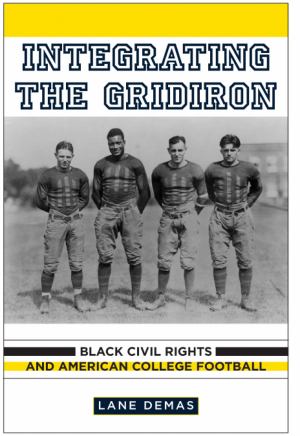 INTEGRATING
THE GRIDIRON
BLACK CIVIL RIGHTS
AND AMERICAN COLLEGE FOOTBALL
LANE DEMAS